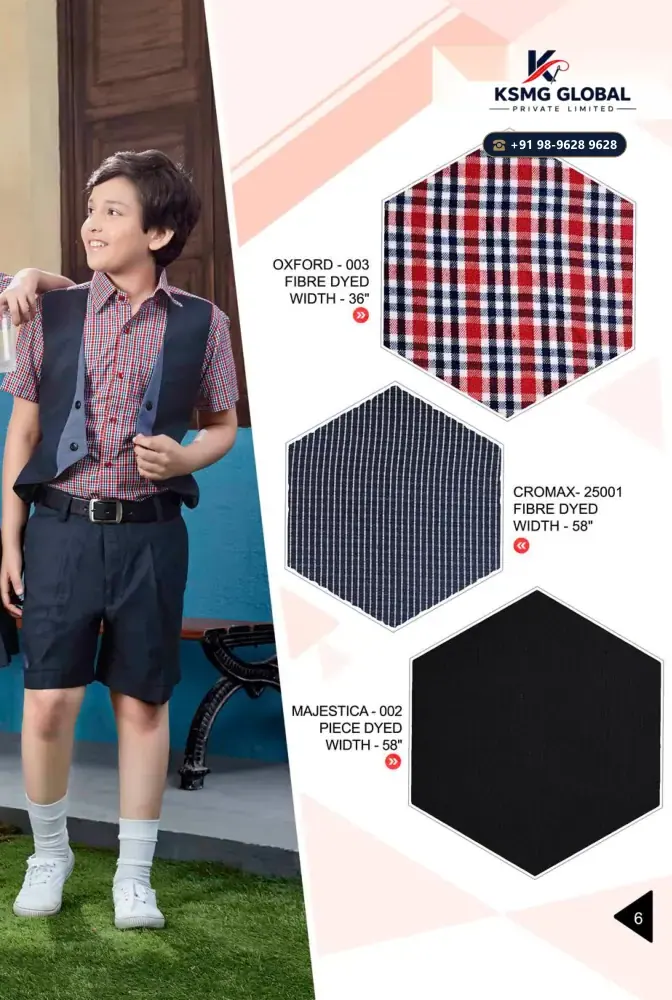 KSMG GLOBAL
PRIVATE LIMITED
+91 98-9628 9628
OXFORD - 003
FIBRE DYED
WIDTH - 36"
CROMAX- 25001
FIBRE DYED
WIDTH - 58"
MAJESTICA - 002
PIECE DYED
WIDTH - 58"
6